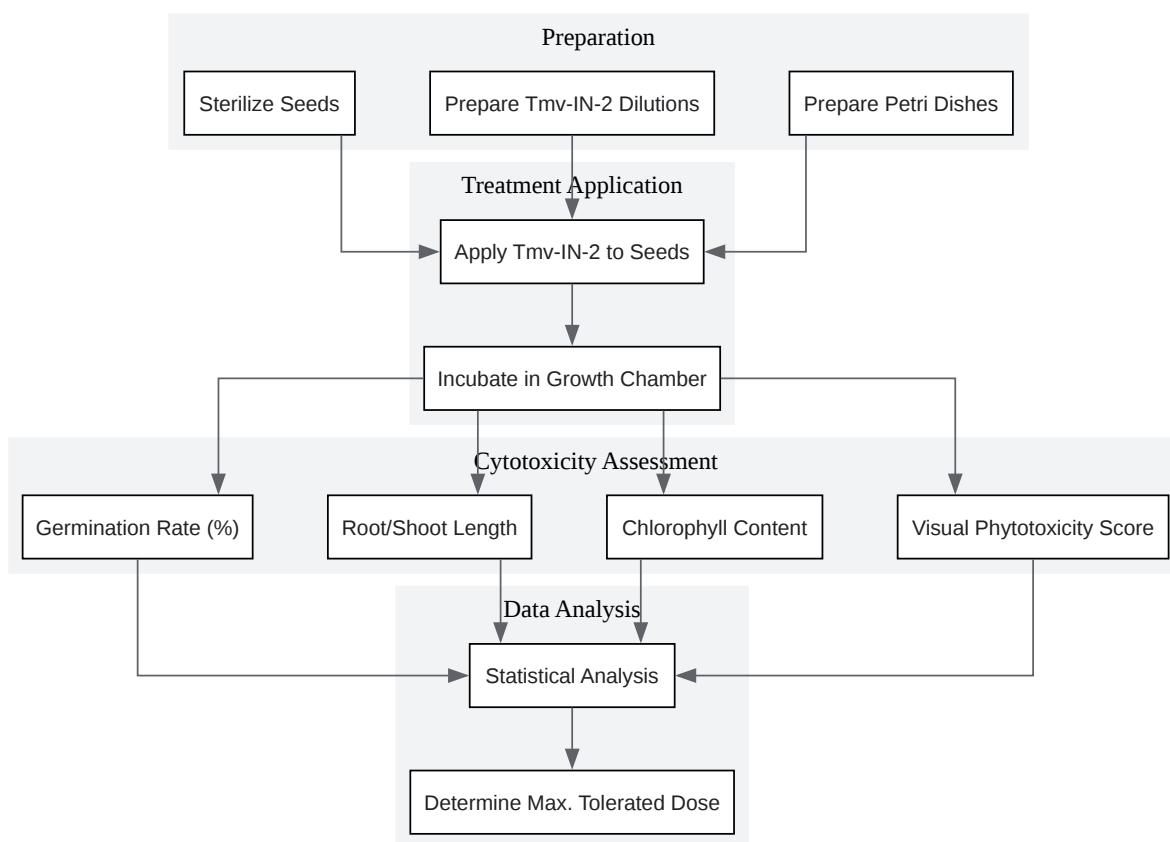 Preparation
Sterilize Seeds
Prepare Tmv-IN-2 Dilutions
Prepare Petri Dishes
Treatment Application
Apply Tmv-IN-2 to Seeds
Incubate in Growth Chamber
Cytotoxicity Assessment
Germination Rate (%)
Root/Shoot Length
Chlorophyll Content
Visual Phytotoxicity Score
Data Analysis
Statistical Analysis
Determine Max. Tolerated Dose